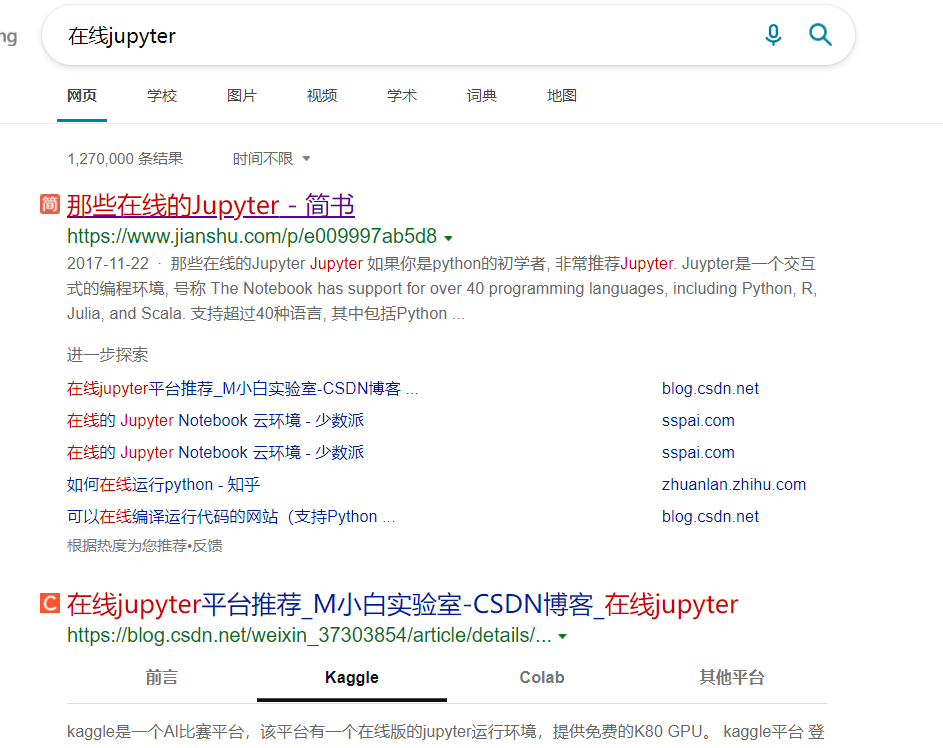 ng
在线jupyter
网页 学校 图片 视频 学术 词典 地图
1,270,000 条结果 时间不限
简 那些在线的Jupyter - 简书
https://www.jianshu.com/p/e009997ab5d8
2017-11-22 · 那些在线的Jupyter Jupyter 如果你是python的初学者, 非常推荐Jupyter. Juypter是一个交互
式的编程环境, 号称 The Notebook has support for over 40 programming languages, including Python, R,
Julia, and Scala. 支持超过40种语言, 其中包括Python ...
进一步探索
在线jupyter平台推荐_M小白实验室-CSDN博客 ... blog.csdn.net
在线的 Jupyter Notebook 云环境 - 少数派 sspai.com
在线的 Jupyter Notebook 云环境 - 少数派 sspai.com
如何在线运行python - 知乎 zhuanlan.zhihu.com
可以在线编译运行代码的网站（支持Python ... blog.csdn.net
根据热度为您推荐•反馈
C 在线jupyter平台推荐_M小白实验室-CSDN博客_在线jupyter
https://blog.csdn.net/weixin_37303854/article/details/...
前言 Kaggle Colab 其他平台
kaggle是一个AI比赛平台，该平台有一个在线版的jupyter运行环境，提供免费的K80 GPU。 kaggle平台 登